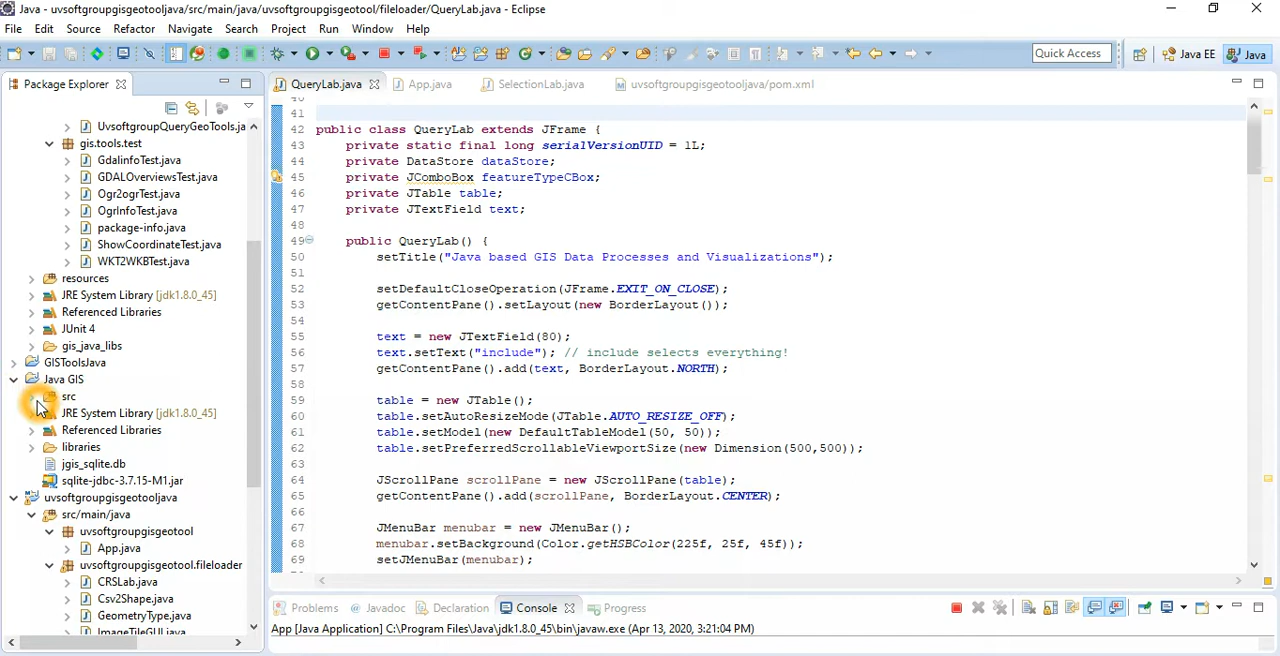 Java - uvsoftgroupgisgeotooljava/src/main/java/uvsoftgroupgisgeotool/fileloader/QueryLab.java - Eclipse
File Edit Source Refactor Navigate Search Project Run Window Help
Quick Access Java EE Java
Package Explorer
QueryLab.java App.java SelectionLab.java uvsoftgroupgisgeotooljava/pom.xml
UvsoftgroupQueryGeoTools.ja
gis.tools.test
GdalinfoTest.java
GDALOverviewsTest.java
Ogr2ogrTest.java
OgrInfoTest.java
package-info.java
ShowCoordinateTest.java
WKT2WKBTest.java
resources
JRE System Library [jdk1.8.0_45]
Referenced Libraries
JUnit 4
gis_java_libs
GISToolsJava
Java GIS
src
JRE System Library [jdk1.8.0_45]
Referenced Libraries
libraries
jgis_sqlite.db
sqlite-jdbc-3.7.15-M1.jar
uvsoftgroupgisgeotooljava
src/main/java
uvsoftgroupgisgeotool
App.java
uvsoftgroupgisgeotool.fileloader
CRSLab.java
Csv2Shape.java
GeometryType.java
ImageTileGUI.java
40
41
42 public class QueryLab extends JFrame {
43 private static final long serialVersionUID = 1L;
44 private DataStore dataStore;
45 private JComboBox featureTypeCBox;
46 private JTable table;
47 private JTextField text;
48
49 public QueryLab() {
50 setTitle("Java based GIS Data Processes and Visualizations");
51
52 setDefaultCloseOperation(JFrame.EXIT_ON_CLOSE);
53 getContentPane().setLayout(new BorderLayout());
54
55 text = new JTextField(80);
56 text.setText("include"); // include selects everything!
57 getContentPane().add(text, BorderLayout.NORTH);
58
59 table = new JTable();
60 table.setAutoResizeMode(JTable.AUTO_RESIZE_OFF);
61 table.setModel(new DefaultTableModel(50, 50));
62 table.setPreferredScrollableViewportSize(new Dimension(500,500));
63
64 JScrollPane scrollPane = new JScrollPane(table);
65 getContentPane().add(scrollPane, BorderLayout.CENTER);
66
67 JMenuBar menubar = new JMenuBar();
68 menubar.setBackground(Color.getHSBColor(225f, 25f, 45f));
69 setJMenuBar(menubar);
Problems Javadoc Declaration Console Progress
App [Java Application] C:\Program Files\Java\jdk1.8.0_45\bin\javaw.exe (Apr 13, 2020, 3:21:04 PM)